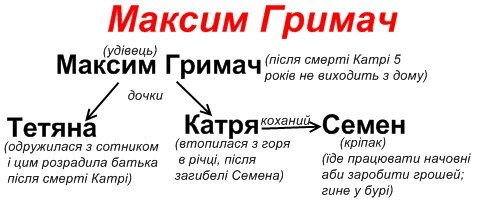 Максим Гримач
(удівець)
Максим Гримач (після смерті Катрі 5
років не виходить з дому)
дочки
Тетяна
Катря коханий Семен
(одружилася з сотником
і цим розрадила батька
після смерті Катрі)
(втопилася з горя
в річці, після
загибелі Семена)
(кріпак)
(їде працювати начовні
аби заробити грошей;
гине у бурі)